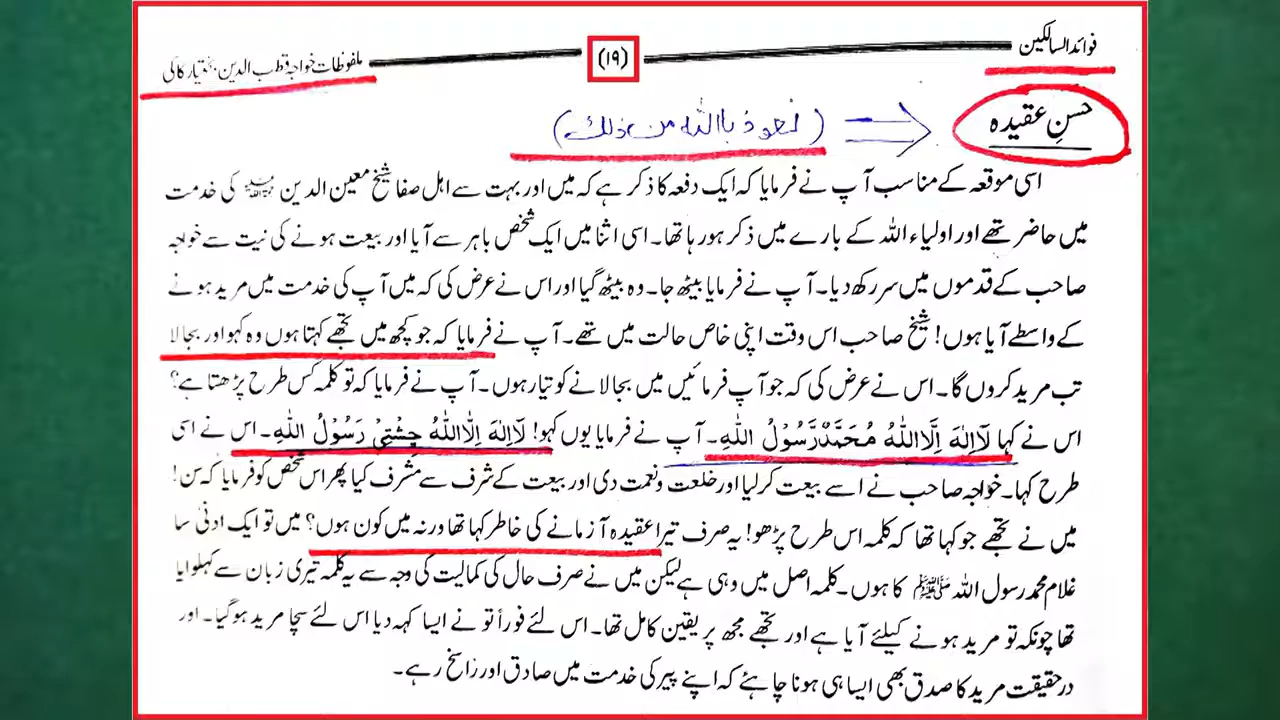 فوائد السالکین
(۱۹)
ملفوظات خواجہ قطب الدین بختیار کاکی
حسنِ عقیدہ
(نعوذ باالله من ذلك)
اسی موقعہ کے مناسب آپ نے فرمایا کہ ایک دفعہ کا ذکر ہے کہ میں اور بہت سے اہل صفا شیخ معین الدین کی خدمت
میں حاضر تھے اور اولیاء اللہ کے بارے میں ذکر ہو رہا تھا۔ اسی اثنا میں ایک شخص باہر سے آیا اور بیعت ہونے کی نیت سے خواجہ
صاحب کے قدموں میں سر رکھ دیا۔ آپ نے فرمایا بیٹھ جا۔ وہ بیٹھ گیا اور اس نے عرض کی کہ میں آپ کی خدمت میں مرید ہونے
کے واسطے آیا ہوں! شیخ صاحب اس وقت اپنی خاص حالت میں تھے۔ آپ نے فرمایا کہ جو کچھ میں تجھے کہتا ہوں وہ کہو اور بجا لا
تب مرید کروں گا۔ اس نے عرض کی کہ جو آپ فرمائیں میں بجا لانے کو تیار ہوں۔ آپ نے فرمایا کہ تو کلمہ کس طرح پڑھتا ہے؟
اس نے کہا لَآ اِلٰهَ اِلَّا اللّٰهُ مُحَمَّدٌ رَّسُوْلُ اللّٰهِ۔ آپ نے فرمایا یوں کہو! لَآ اِلٰهَ اِلَّا اللّٰهُ چِشْتِیْ رَسُوْلُ اللّٰهِ۔ اس نے اسی
طرح کہا۔ خواجہ صاحب نے اسے بیعت کر لیا اور خلعت و نعمت دی اور بیعت کے شرف سے مشرف کیا پھر اس شخص کو فرمایا کہ سن!
میں نے تجھے جو کہا تھا کہ کلمہ اس طرح پڑھو! یہ صرف تیرا عقیدہ آزمانے کی خاطر کہا تھا ورنہ میں کون ہوں؟ میں تو ایک ادنیٰ سا
غلام محمد رسول اللہ ﷺ کا ہوں۔ کلمہ اصل میں وہی ہے لیکن میں نے صرف حال کی کمالیت کی وجہ سے یہ کلمہ تیری زبان سے کہلوایا
تھا چونکہ تو مرید ہونے کیلئے آیا ہے اور تجھے مجھ پر یقین کامل تھا۔ اس لئے فوراً تو نے ایسا کہہ دیا اس لئے سچا مرید ہو گیا۔ اور
درحقیقت مرید کا صدق بھی ایسا ہی ہونا چاہئے کہ اپنے پیر کی خدمت میں صادق اور راسخ رہے۔